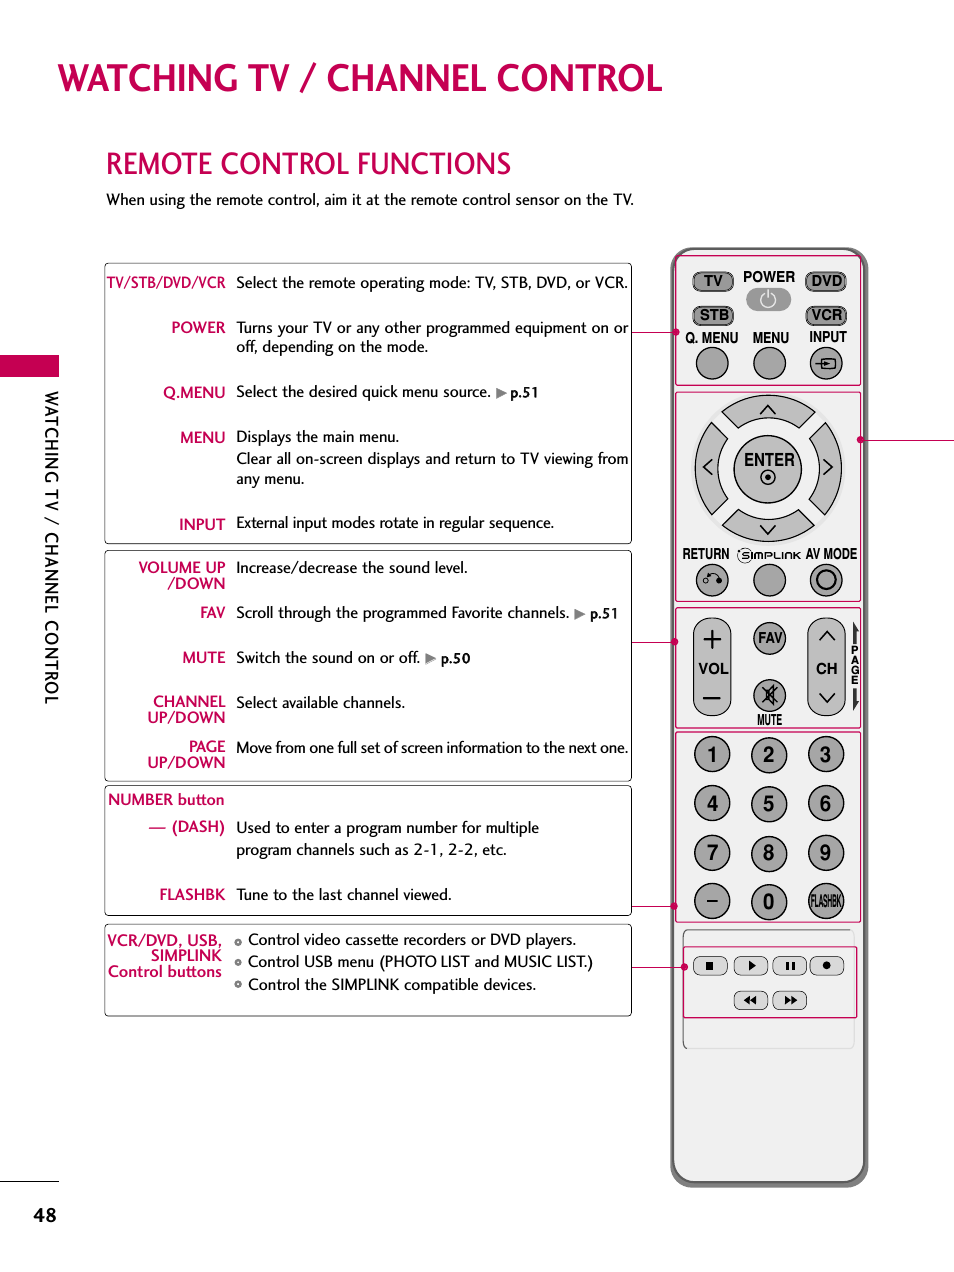 WATCHING TV / CHANNEL CONTROL
REMOTE CONTROL FUNCTIONS
When using the remote control, aim it at the remote control sensor on the TV.
TV/STB/DVD/VCR Select the remote operating mode: TV, STB, DVD, or VCR.
POWER Turns your TV or any other programmed equipment on or
off, depending on the mode.
Q.MENU Select the desired quick menu source. ▶ p.51
MENU Displays the main menu.
Clear all on-screen displays and return to TV viewing from
any menu.
INPUT External input modes rotate in regular sequence.
VOLUME UP Increase/decrease the sound level.
/DOWN
FAV Scroll through the programmed Favorite channels. ▶ p.51
MUTE Switch the sound on or off. ▶ p.50
CHANNEL Select available channels.
UP/DOWN
PAGE Move from one full set of screen information to the next one.
UP/DOWN
NUMBER button
— (DASH) Used to enter a program number for multiple
program channels such as 2-1, 2-2, etc.
FLASHBK Tune to the last channel viewed.
VCR/DVD, USB, Control video cassette recorders or DVD players.
SIMPLINK Control USB menu (PHOTO LIST and MUSIC LIST.)
Control buttons Control the SIMPLINK compatible devices.
TV POWER DVD
STB VCR
Q. MENU MENU INPUT
ENTER
RETURN SIMPLINK AV MODE
FAV
VOL CH PAGE
MUTE
1 2 3
4 5 6
7 8 9
– 0 FLASHBK
WATCHING TV / CHANNEL CONTROL
48